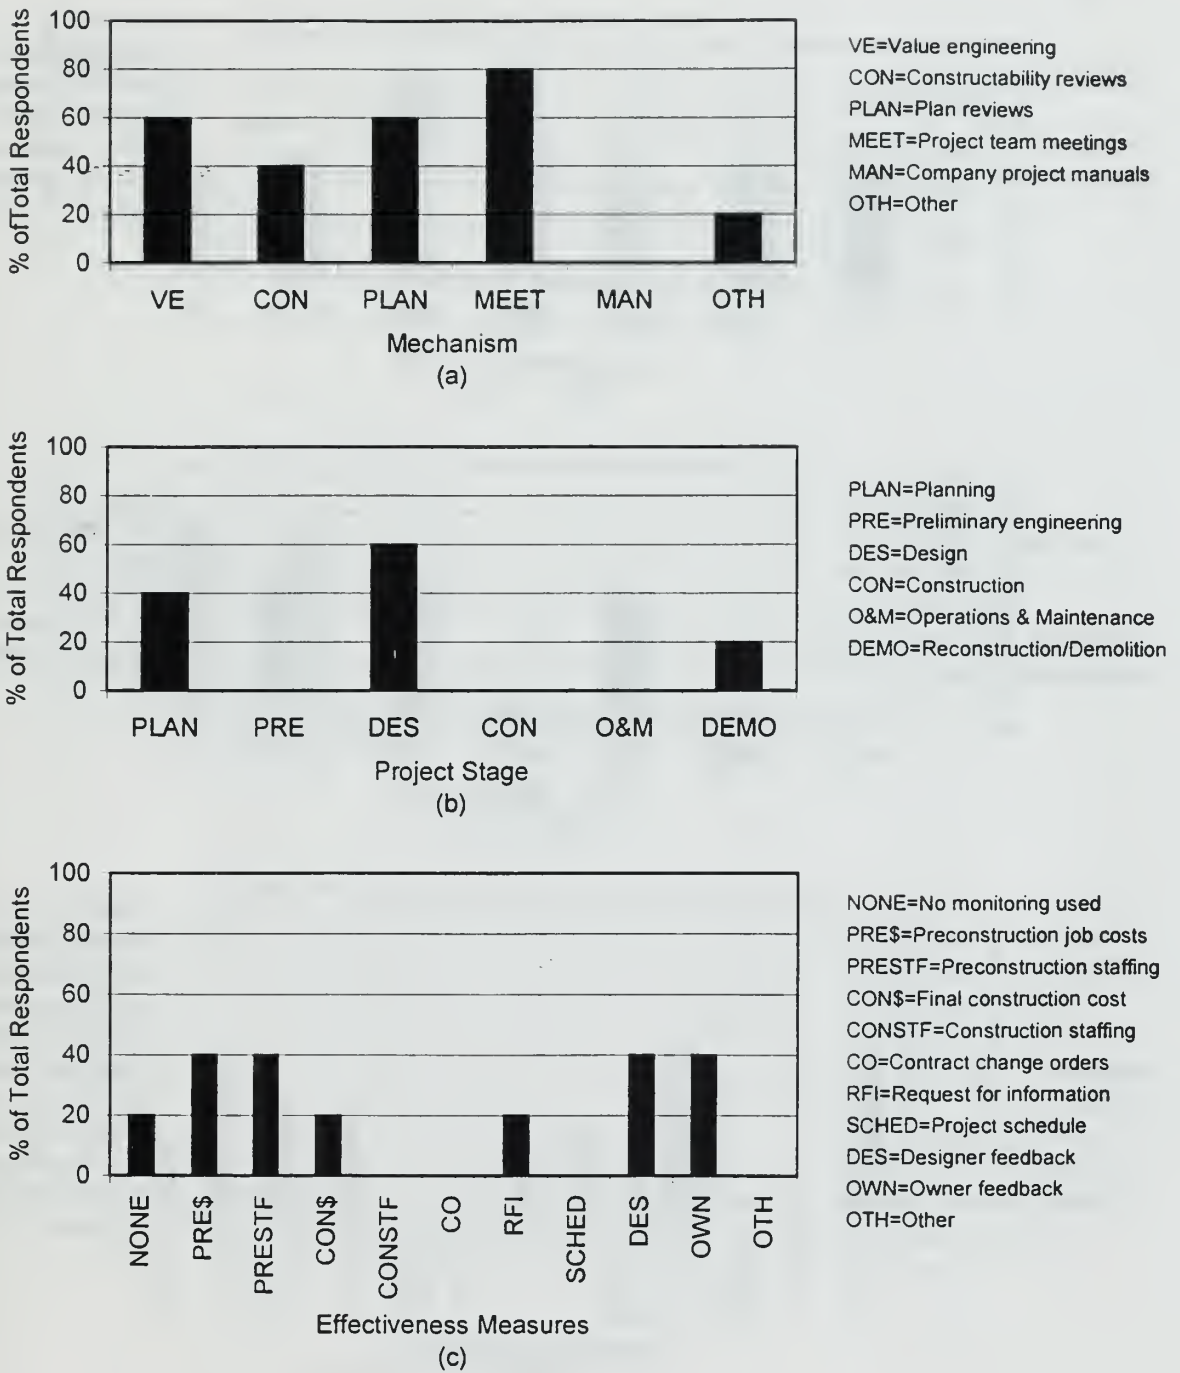 % ofTotal Respondents
100
80
60
40
20
0
VE CON PLAN MEET MAN OTH
Mechanism
(a)
VE=Value engineering
CON=Constructability reviews
PLAN=Plan reviews
MEET=Project team meetings
MAN=Company project manuals
OTH=Other
% of Total Respondents
100
80
60
40
20
0
PLAN PRE DES CON O&M DEMO
Project Stage
(b)
PLAN=Planning
PRE=Preliminary engineering
DES=Design
CON=Construction
O&M=Operations & Maintenance
DEMO=Reconstruction/Demolition
% of Total Respondents
100
80
60
40
20
0
NONE PRE$ PRESTF CON$ CONSTF CO RFI SCHED DES OWN OTH
Effectiveness Measures
(c)
NONE=No monitoring used
PRE$=Preconstruction job costs
PRESTF=Preconstruction staffing
CON$=Final construction cost
CONSTF=Construction staffing
CO=Contract change orders
RFI=Request for information
SCHED=Project schedule
DES=Designer feedback
OWN=Owner feedback
OTH=Other